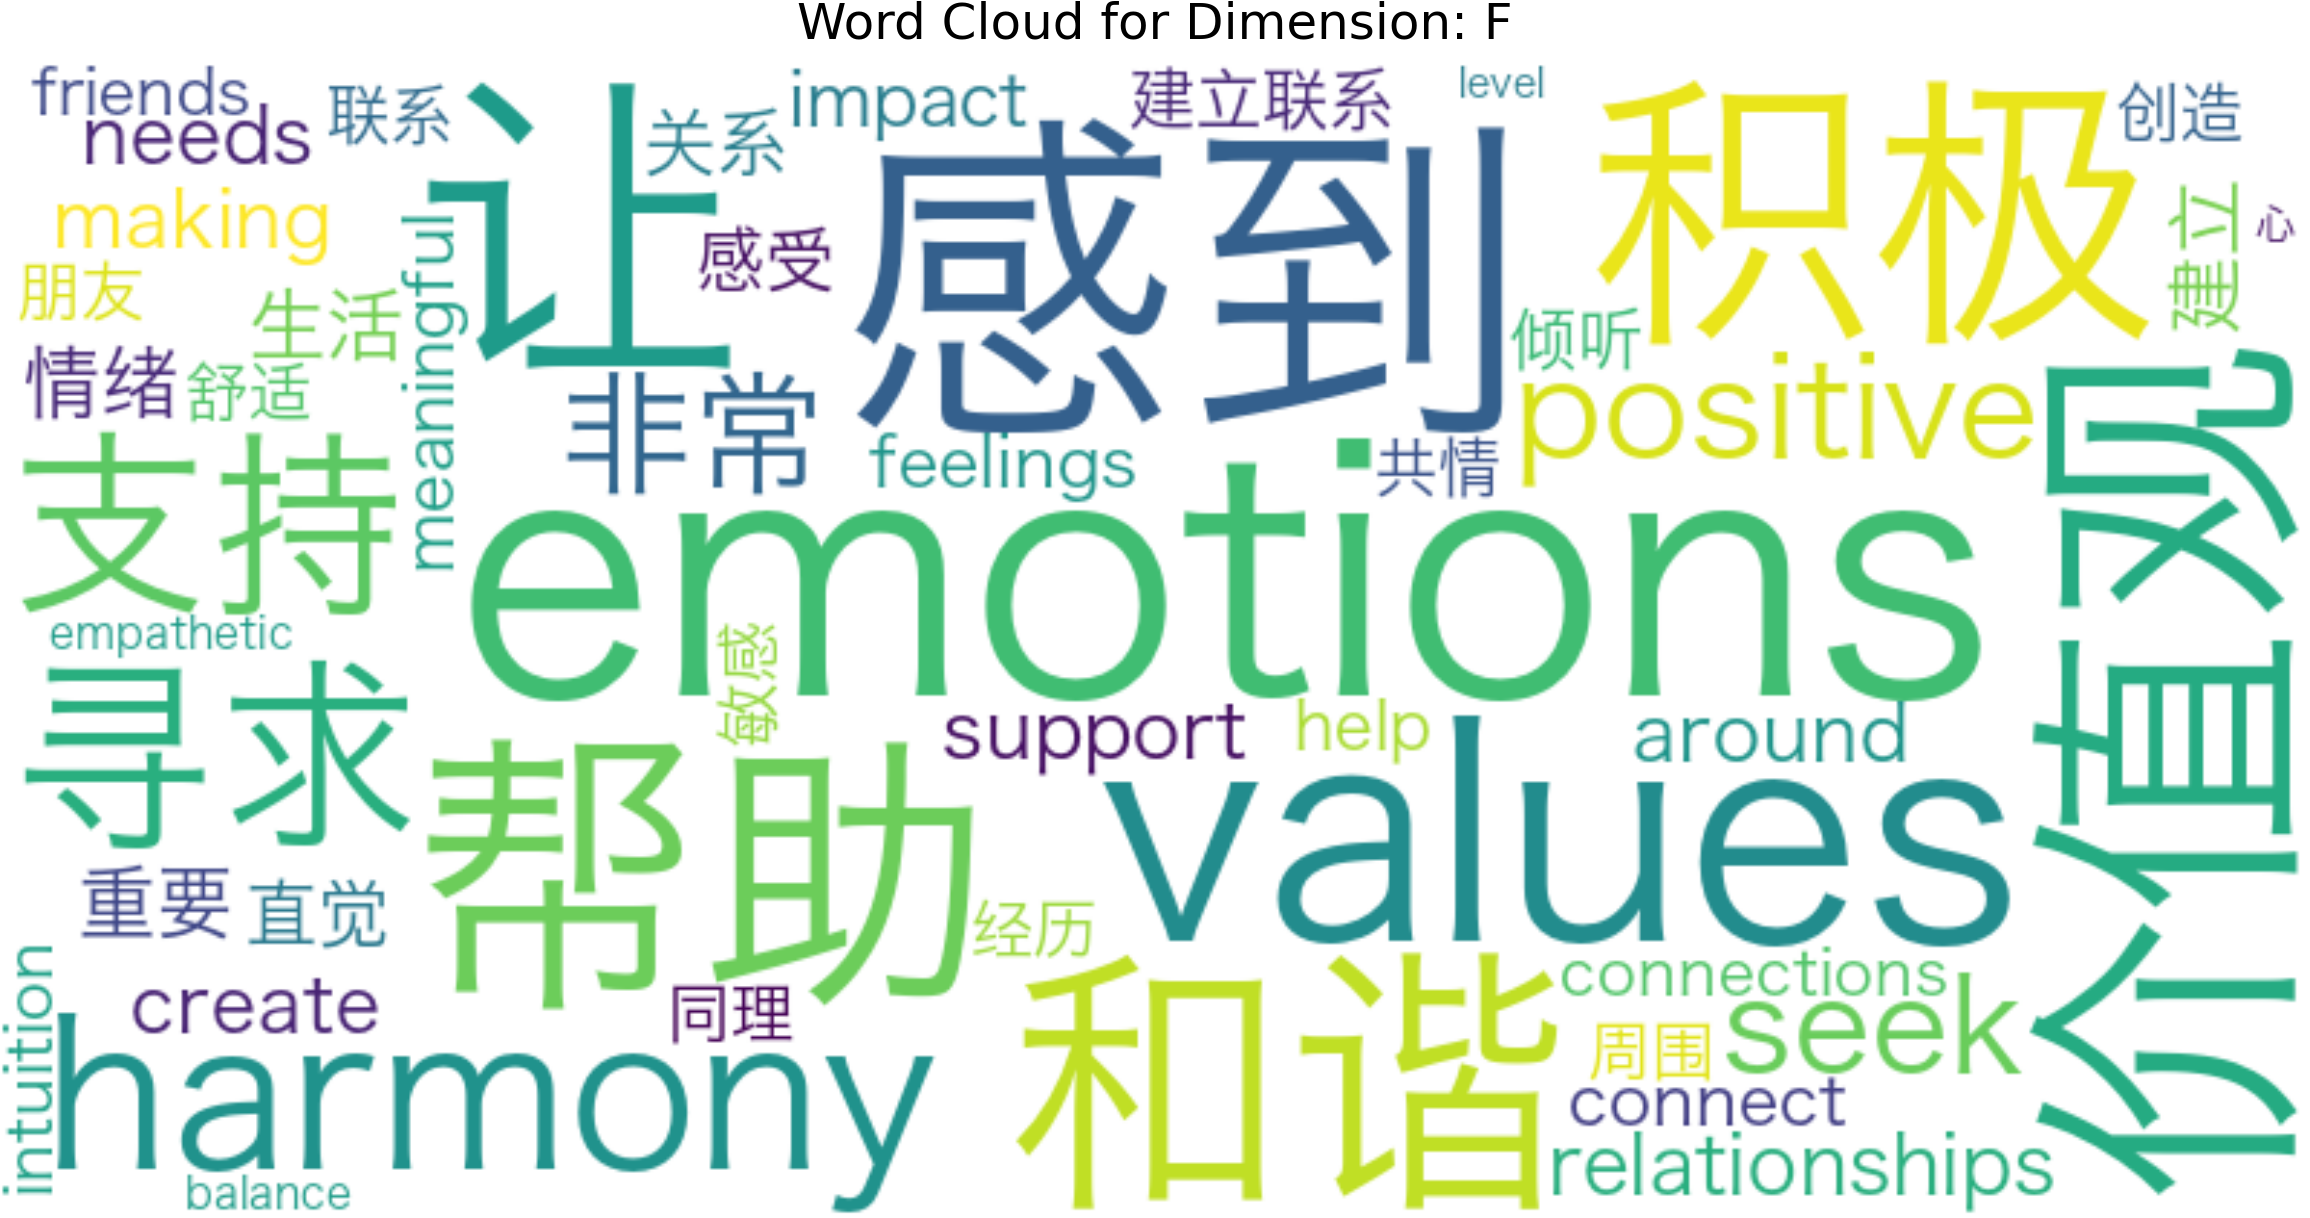 Word Cloud for Dimension: F
friends
联系
让
关系
impact
建立联系
level
积极
创造
needs
感到
making
meaningful
感受
建立
心
朋友
生活
倾听
情绪
舒适
非常
positive
价值观
支持
feelings
共情
emotions
empathetic
敏感
寻求
support
help
around
帮助
values
重要
直觉
经历
intuition
create
同理
和谐
connections
seek
harmony
周围
connect
relationships
balance